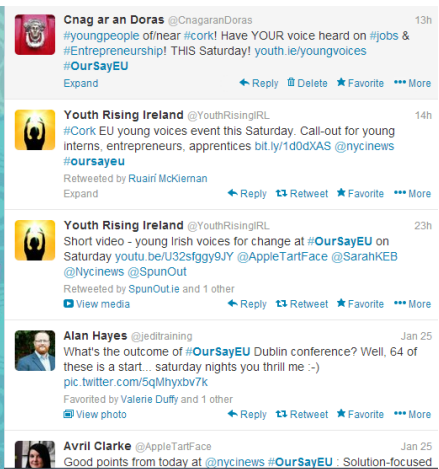 Cnag ar an Doras @CnagaranDoras 13h
#youngpeople of/near #cork! Have YOUR voice heard on #jobs &
#Entrepreneurship! THIS Saturday! youth.ie/youngvoices
#OurSayEU
Expand Reply Delete Favorite More
Youth Rising Ireland @YouthRisingIRL 14h
#Cork EU young voices event this Saturday. Call-out for young
interns, entrepreneurs, apprentices bit.ly/1d0dXAS @nycinews
#oursayeu
Retweeted by Ruairí McKiernan
Expand Reply Retweet Favorite More
Youth Rising Ireland @YouthRisingIRL 23h
Short video - young Irish voices for change at #OurSayEU on
Saturday youtu.be/U32sfggy9JY @AppleTartFace @SarahKEB
@Nycinews @SpunOut
Retweeted by SpunOut.ie and 1 other
View media Reply Retweet Favorite More
Alan Hayes @jeditraining Jan 25
What's the outcome of #OurSayEU Dublin conference? Well, 64 of
these is a start... saturday nights you thrill me :-)
pic.twitter.com/5qMhyxbv7k
Favorited by Valerie Duffy and 1 other
View photo Reply Retweet Favorite More
Avril Clarke @AppleTartFace Jan 25
Good points from today at @nycinews #OurSayEU : Solution-focused